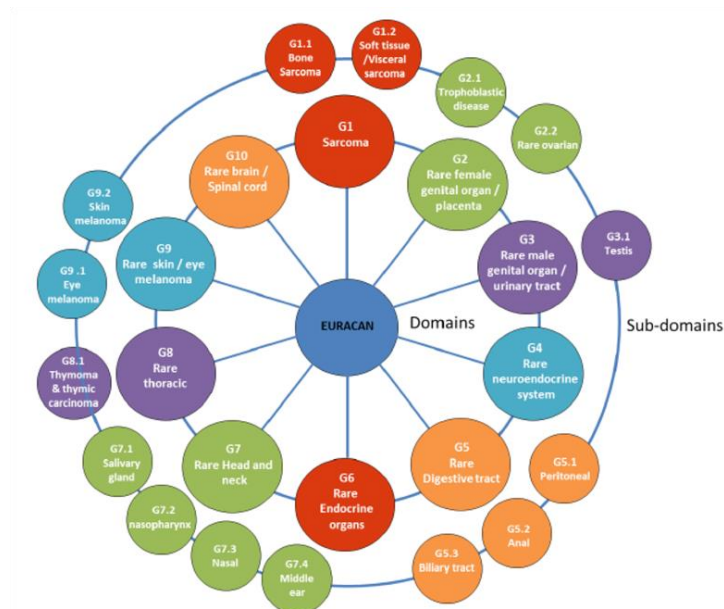 G1.1
Bone
Sarcoma
G1.2
Soft tissue
/Visceral
sarcoma
G2.1
Trophoblastic
disease
G2.2
Rare ovarian
G1
Sarcoma
G10
Rare brain /
Spinal cord
G2
Rare female
genital organ /
placenta
G9.2
Skin
melanoma
G3.1
Testis
G9
Rare skin / eye
melanoma
G3
Rare male
genital organ /
urinary tract
G9 .1
Eye
melanoma
EURACAN
Domains
Sub-domains
G8.1
Thymoma
& thymic
carcinoma
G8
Rare
thoracic
G4
Rare
neuroendocrine
system
G7.1
Salivary
gland
G7
Rare Head and
neck
G6
Rare
Endocrine
organs
G5
Rare
Digestive tract
G5.1
Peritoneal
G7.2
nasopharynx
G5.2
Anal
G7.3
Nasal
G7.4
Middle
ear
G5.3
Biliary tract